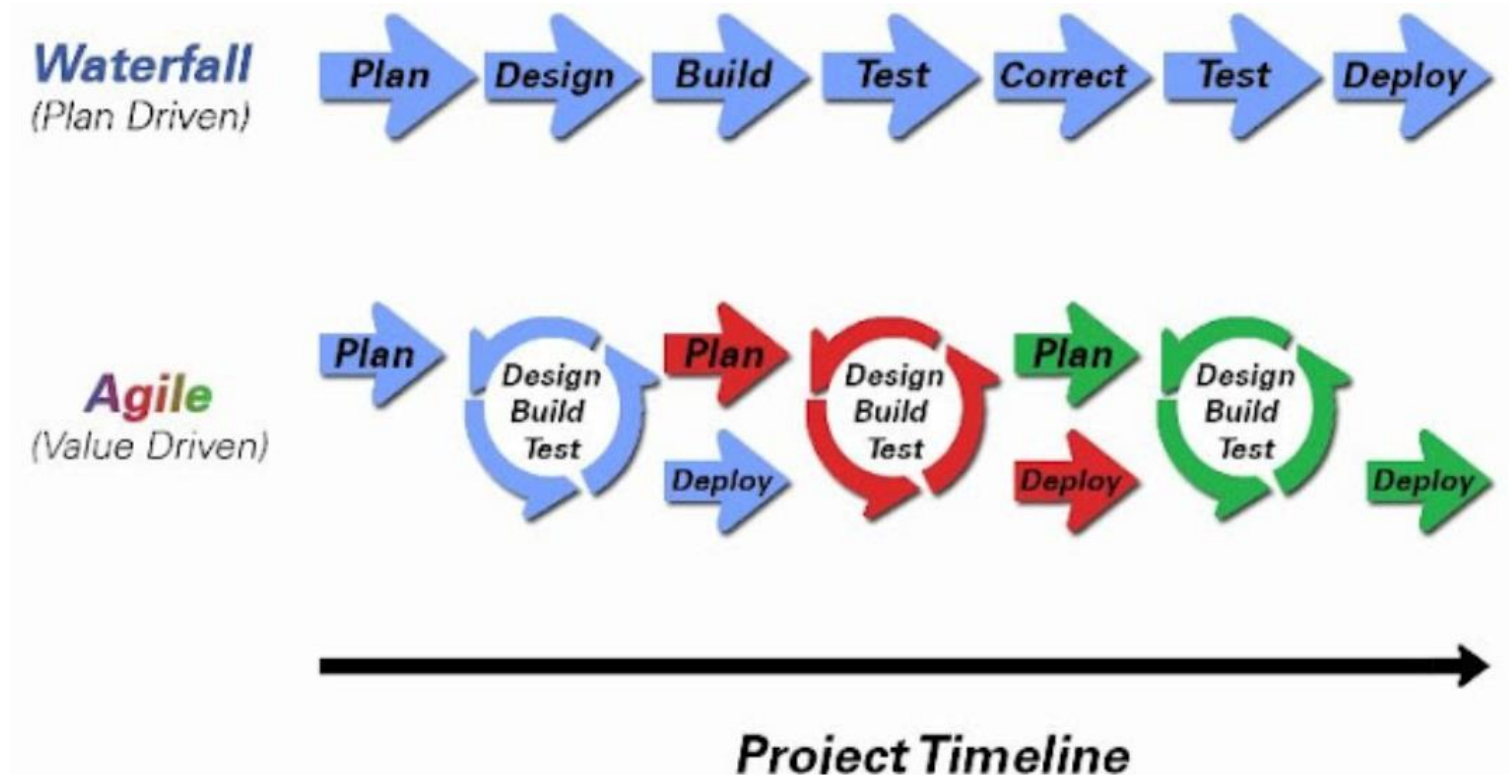 Waterfall
(Plan Driven)
Plan
Design
Build
Test
Correct
Test
Deploy
Agile
(Value Driven)
Plan
Design
Build
Test
Plan
Deploy
Design
Build
Test
Plan
Deploy
Design
Build
Test
Deploy
Project Timeline